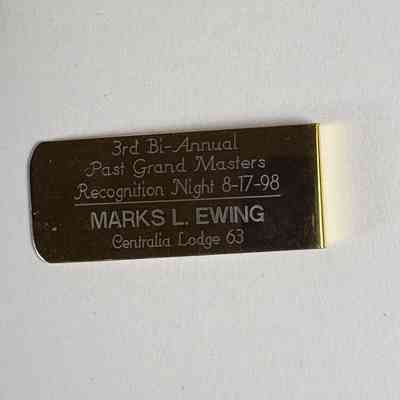 3rd Bi-Annual
Past Grand Masters
Recognition Night 8-17-98
MARKS L. EWING
Centralia Lodge 63